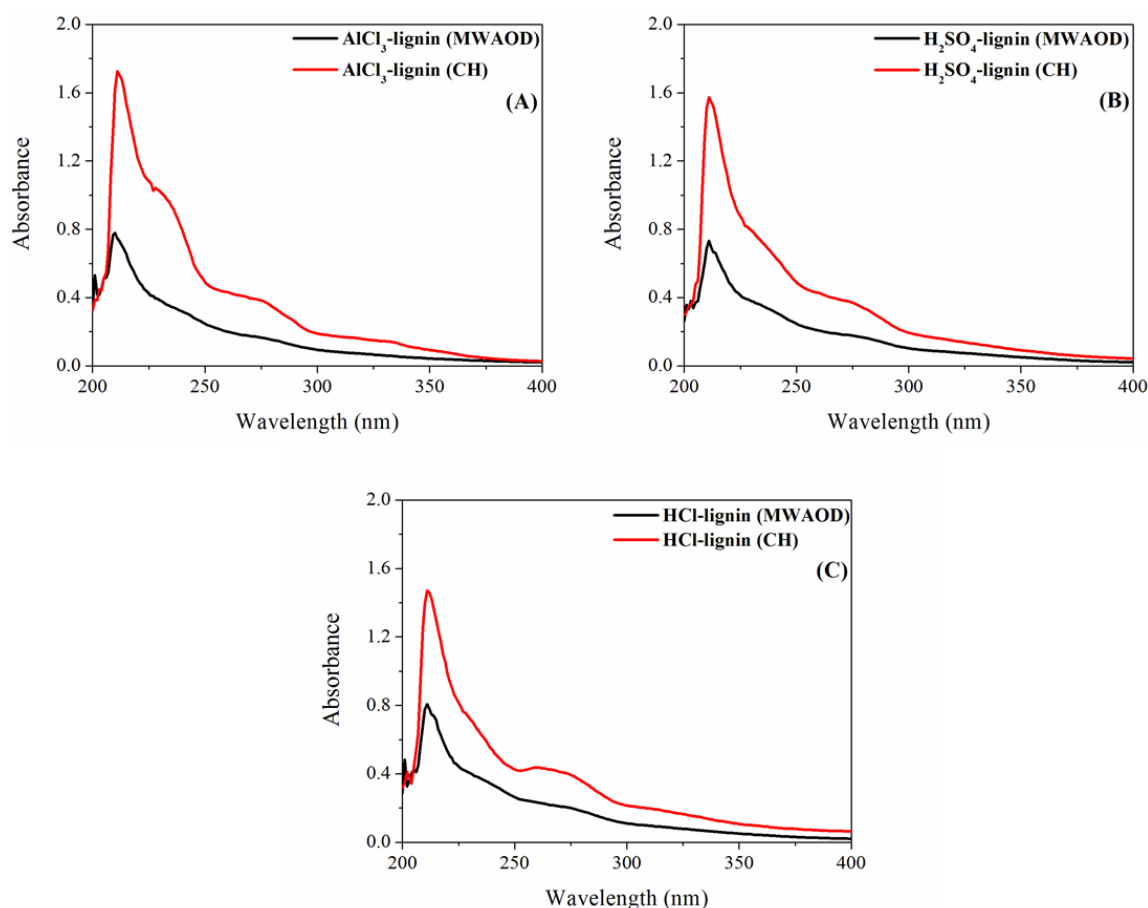 2.0
1.6
1.2
0.8
0.4
0.0
Absorbance
AlCl₃-lignin (MWAOD)
AlCl₃-lignin (CH)
(A)
200
250
300
350
400
Wavelength (nm)
2.0
1.6
1.2
0.8
0.4
0.0
Absorbance
H₂SO₄-lignin (MWAOD)
H₂SO₄-lignin (CH)
(B)
200
250
300
350
400
Wavelength (nm)
2.0
1.6
1.2
0.8
0.4
0.0
Absorbance
HCl-lignin (MWAOD)
HCl-lignin (CH)
(C)
200
250
300
350
400
Wavelength (nm)